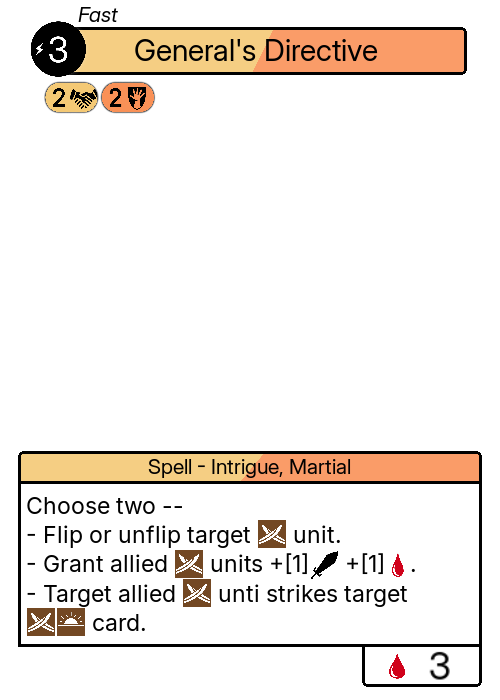 Fast
3 General's Directive
2 2
Spell - Intrigue, Martial
Choose two --
- Flip or unflip target unit.
- Grant allied units +[1] +[1] .
- Target allied unti strikes target
card.
3